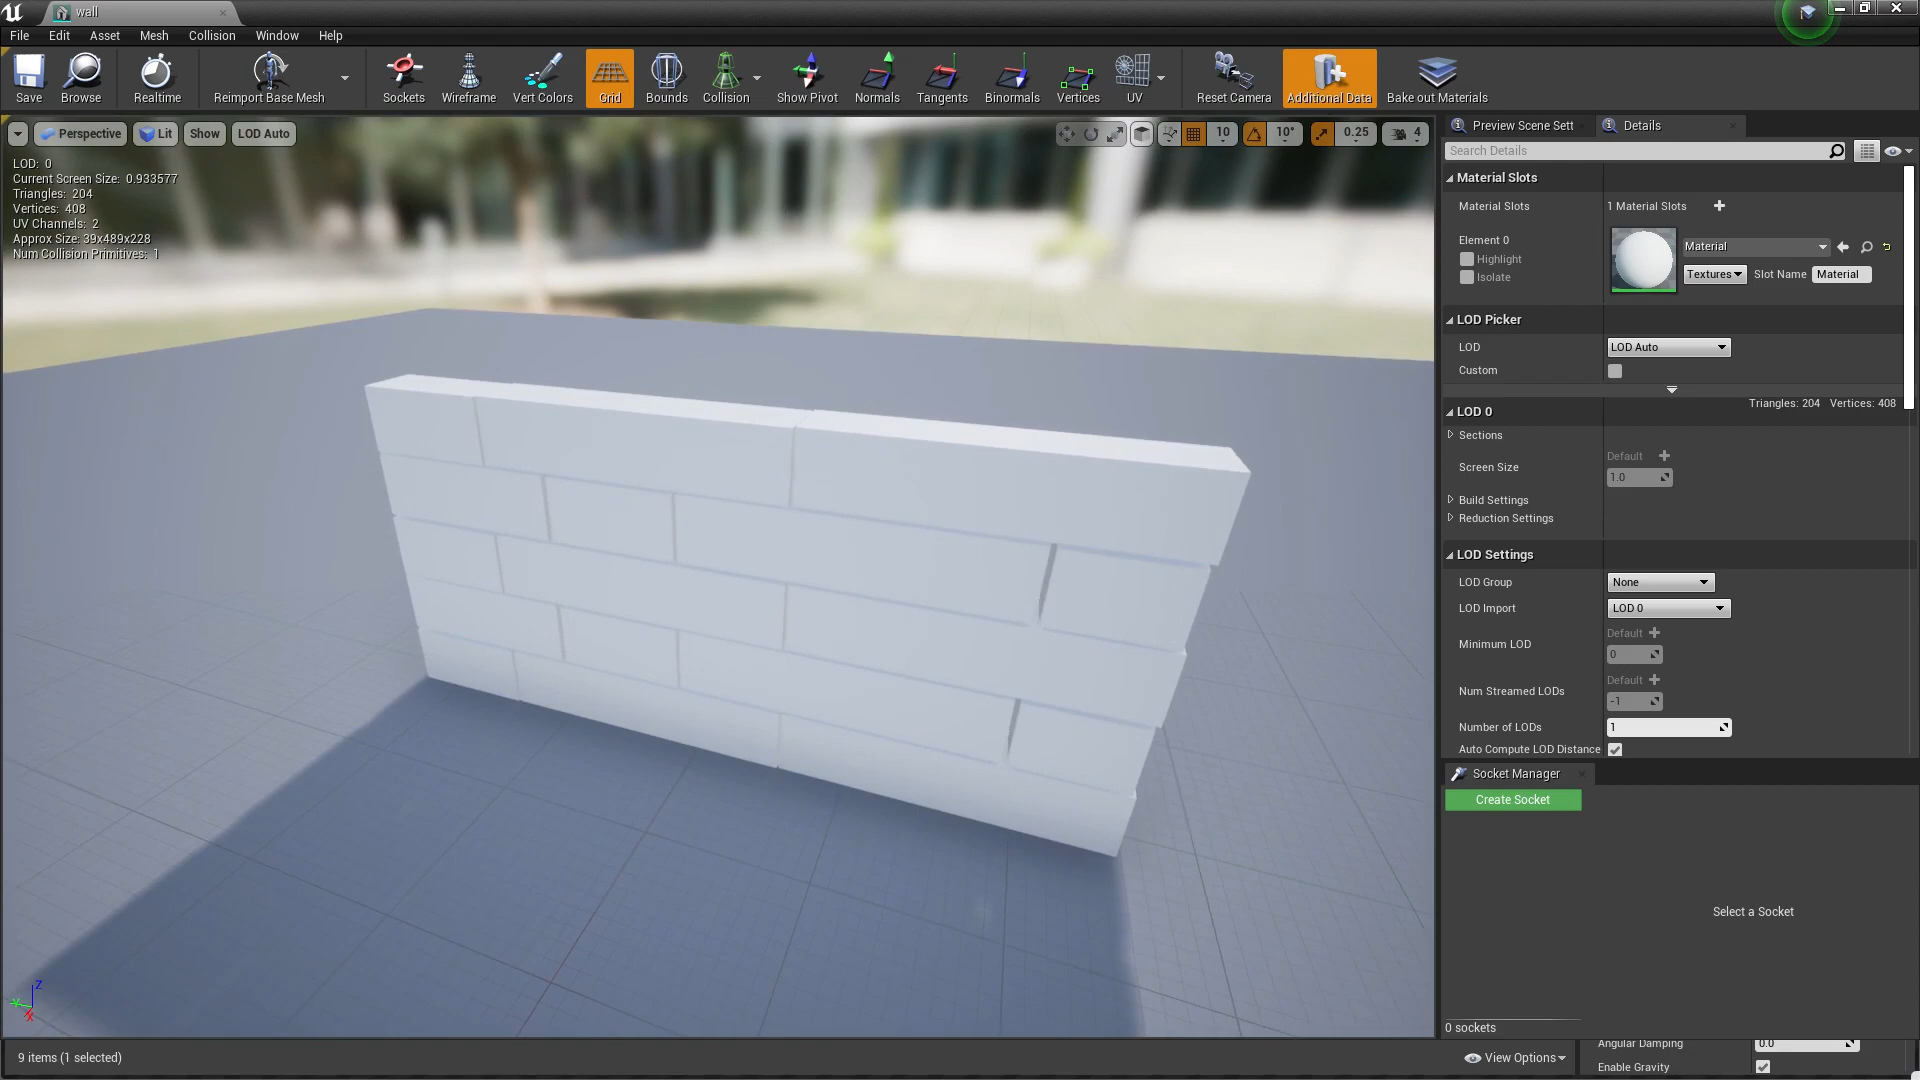 wall
File Edit Asset Mesh Collision Window Help
Save Browse Realtime Reimport Base Mesh Sockets Wireframe Vert Colors Grid Bounds Collision Show Pivot Normals Tangents Binormals Vertices UV Reset Camera Additional Data Bake out Materials
Perspective Lit Show LOD Auto 10 10° 0.25 4
LOD: 0
Current Screen Size: 0.933577
Triangles: 204
Vertices: 408
UV Channels: 2
Approx Size: 39x489x228
Num Collision Primitives: 1
Z
Y
X
9 items (1 selected)
View Options
Preview Scene Sett Details
Search Details
Material Slots
Material Slots 1 Material Slots
Element 0
Highlight
Isolate
Material
Textures Slot Name Material
LOD Picker
LOD LOD Auto
Custom
Triangles: 204 Vertices: 408
LOD 0
Sections
Default
Screen Size
1.0
Build Settings
Reduction Settings
LOD Settings
LOD Group None
LOD Import LOD 0
Default
Minimum LOD
0
Default
Num Streamed LODs
-1
Number of LODs 1
Auto Compute LOD Distance
Socket Manager
Create Socket
Select a Socket
0 sockets
Angular Damping 0.0
Enable Gravity